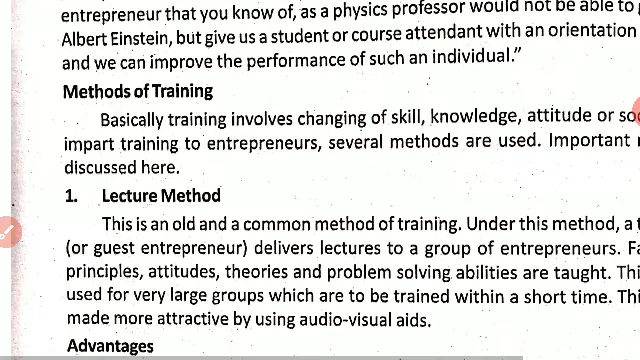 entrepreneur that you know of, as a physics professor would not be able to
Albert Einstein, but give us a student or course attendant with an orientation
and we can improve the performance of such an individual."
Methods of Training
Basically training involves changing of skill, knowledge, attitude or
impart training to entrepreneurs, several methods are used. Important
discussed here.
1. Lecture Method
This is an old and a common method of training. Under this method, a
(or guest entrepreneur) delivers lectures to a group of entrepreneurs.
principles, attitudes, theories and problem solving abilities are taught.
used for very large groups which are to be trained within a short time.
made more attractive by using audio-visual aids.
Advantages